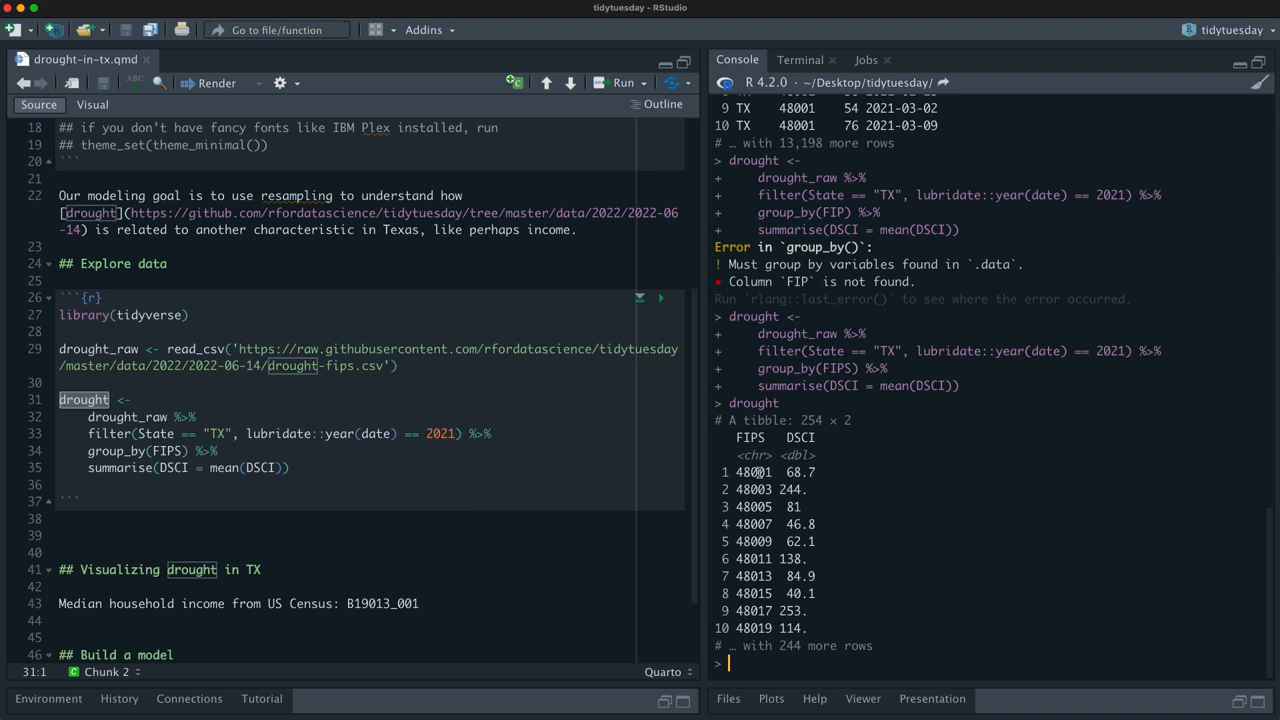 tidytuesday - RStudio
Go to file/function
Addins
tidytuesday
drought-in-tx.qmd
ABC
Render
Run
Source Visual
Outline
18 ## if you don't have fancy fonts like IBM Plex installed, run
19 ## theme_set(theme_minimal())
20 ```
21
22 Our modeling goal is to use resampling to understand how
[drought](https://github.com/rfordatascience/tidytuesday/tree/master/data/2022/2022-06
-14) is related to another characteristic in Texas, like perhaps income.
23
24 ## Explore data
25
26 ```{r}
27 library(tidyverse)
28
29 drought_raw <- read_csv('https://raw.githubusercontent.com/rfordatascience/tidytuesday
/master/data/2022/2022-06-14/drought-fips.csv')
30
31 drought <-
32 drought_raw %>%
33 filter(State == "TX", lubridate::year(date) == 2021) %>%
34 group_by(FIPS) %>%
35 summarise(DSCI = mean(DSCI))
36
37 ```
38
39
40
41 ## Visualizing drought in TX
42
43 Median household income from US Census: B19013_001
44
45
46 ## Build a model
31:1 Chunk 2 Quarto
Environment History Connections Tutorial
Console Terminal Jobs
R 4.2.0 · ~/Desktop/tidytuesday/
9 TX 48001 54 2021-03-02
10 TX 48001 76 2021-03-09
# … with 13,198 more rows
> drought <-
+ drought_raw %>%
+ filter(State == "TX", lubridate::year(date) == 2021) %>%
+ group_by(FIP) %>%
+ summarise(DSCI = mean(DSCI))
Error in `group_by()`:
! Must group by variables found in `.data`.
Column `FIP` is not found.
Run `rlang::last_error()` to see where the error occurred.
> drought <-
+ drought_raw %>%
+ filter(State == "TX", lubridate::year(date) == 2021) %>%
+ group_by(FIPS) %>%
+ summarise(DSCI = mean(DSCI))
> drought
# A tibble: 254 × 2
FIPS DSCI
<chr> <dbl>
1 48001 68.7
2 48003 244.
3 48005 81
4 48007 46.8
5 48009 62.1
6 48011 138.
7 48013 84.9
8 48015 40.1
9 48017 253.
10 48019 114.
# … with 244 more rows
>
Files Plots Help Viewer Presentation